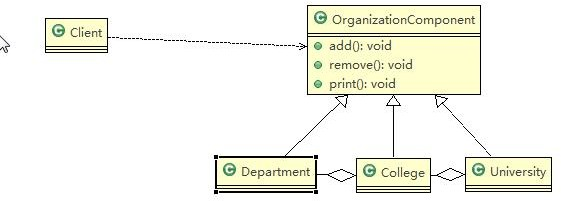 Client
OrganizationComponent
add(): void
remove(): void
print(): void
Department
College
University